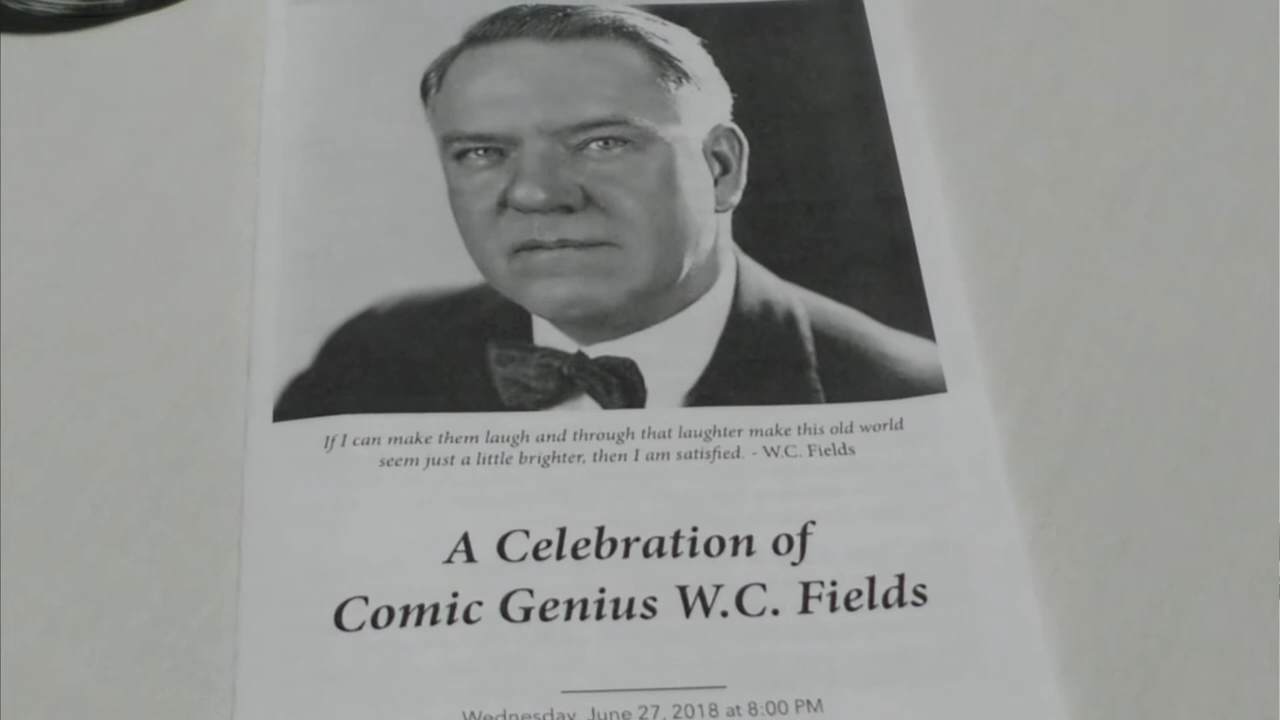 If I can make them laugh and through that laughter make this old world
seem just a little brighter, then I am satisfied. - W.C. Fields
A Celebration of
Comic Genius W.C. Fields
Wednesday, June 27, 2018 at 8:00 PM